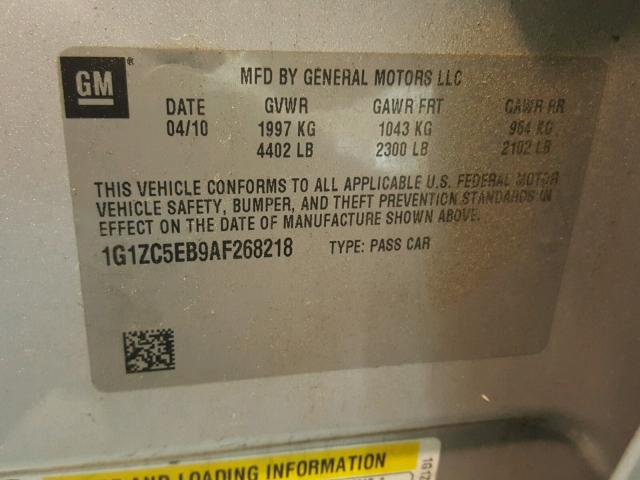 GM ®
MFD BY GENERAL MOTORS LLC
DATE GVWR GAWR FRT GAWR RR
04/10 1997 KG 1043 KG 954 KG
4402 LB 2300 LB 2102 LB
THIS VEHICLE CONFORMS TO ALL APPLICABLE U.S. FEDERAL MOTOR
VEHICLE SAFETY, BUMPER, AND THEFT PREVENTION STANDARDS IN
EFFECT ON THE DATE OF MANUFACTURE SHOWN ABOVE.
1G1ZC5EB9AF268218 TYPE: PASS CAR
AND LOADING INFORMATION
1G1Z